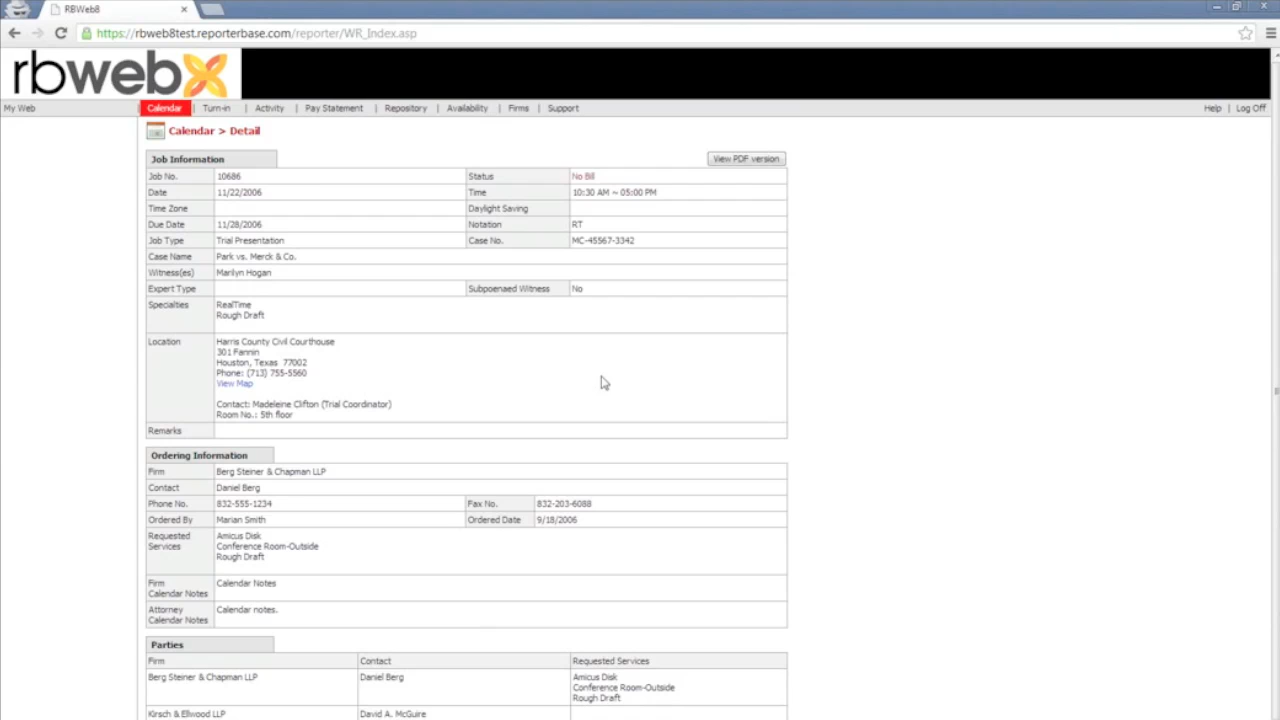 RBWeb8
https://rbweb8test.reporterbase.com/reporter/WR_Index.asp
rbwebX
My Web | Calendar | Turn-in | Activity | Pay Statement | Repository | Availability | Firms | Support Help | Log Off
Calendar > Detail
Job Information View PDF version
Job No. 10686 Status No Bill
Date 11/22/2006 Time 10:30 AM ~ 05:00 PM
Time Zone Daylight Saving
Due Date 11/28/2006 Notation RT
Job Type Trial Presentation Case No. MC-45567-3342
Case Name Park vs. Merck & Co.
Witness(es) Marilyn Hogan
Expert Type Subpoenaed Witness No
Specialties RealTime
Rough Draft
Location Harris County Civil Courthouse
301 Fannin
Houston, Texas 77002
Phone: (713) 755-5560
View Map
Contact: Madeleine Clifton (Trial Coordinator)
Room No.: 5th floor
Remarks
Ordering Information
Firm Berg Steiner & Chapman LLP
Contact Daniel Berg
Phone No. 832-555-1234 Fax No. 832-203-6088
Ordered By Marian Smith Ordered Date 9/18/2006
Requested Services Amicus Disk
Conference Room-Outside
Rough Draft
Firm Calendar Notes Calendar Notes
Attorney Calendar Notes Calendar notes.
Parties
Firm Contact Requested Services
Berg Steiner & Chapman LLP Daniel Berg Amicus Disk
Conference Room-Outside
Rough Draft
Kirsch & Ellwood LLP David A. McGuire